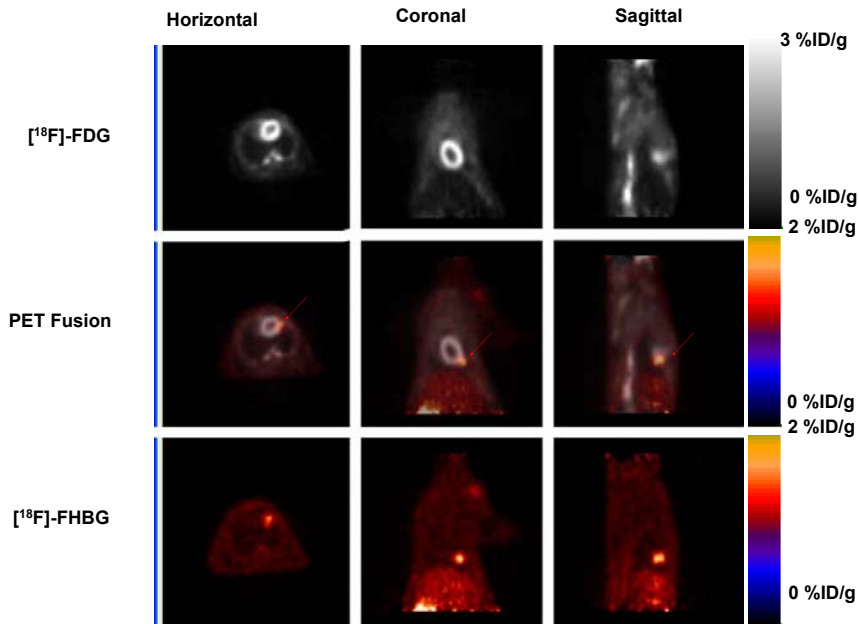 Horizontal Coronal Sagittal
3 %ID/g
[¹⁸F]-FDG
0 %ID/g
2 %ID/g
PET Fusion
0 %ID/g
2 %ID/g
[¹⁸F]-FHBG
0 %ID/g